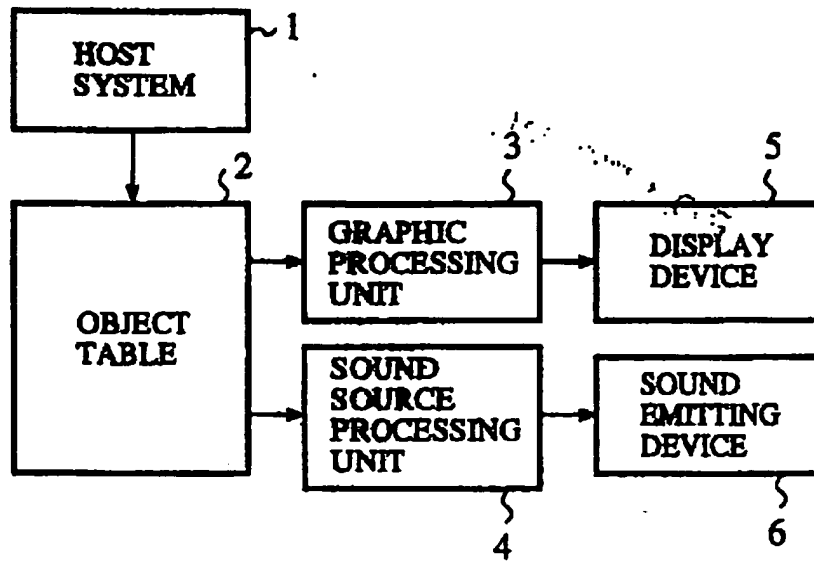 1
HOST
SYSTEM
2
3
5
GRAPHIC
PROCESSING
UNIT
DISPLAY
DEVICE
OBJECT
TABLE
SOUND
SOURCE
PROCESSING
UNIT
SOUND
EMITTING
DEVICE
4
6